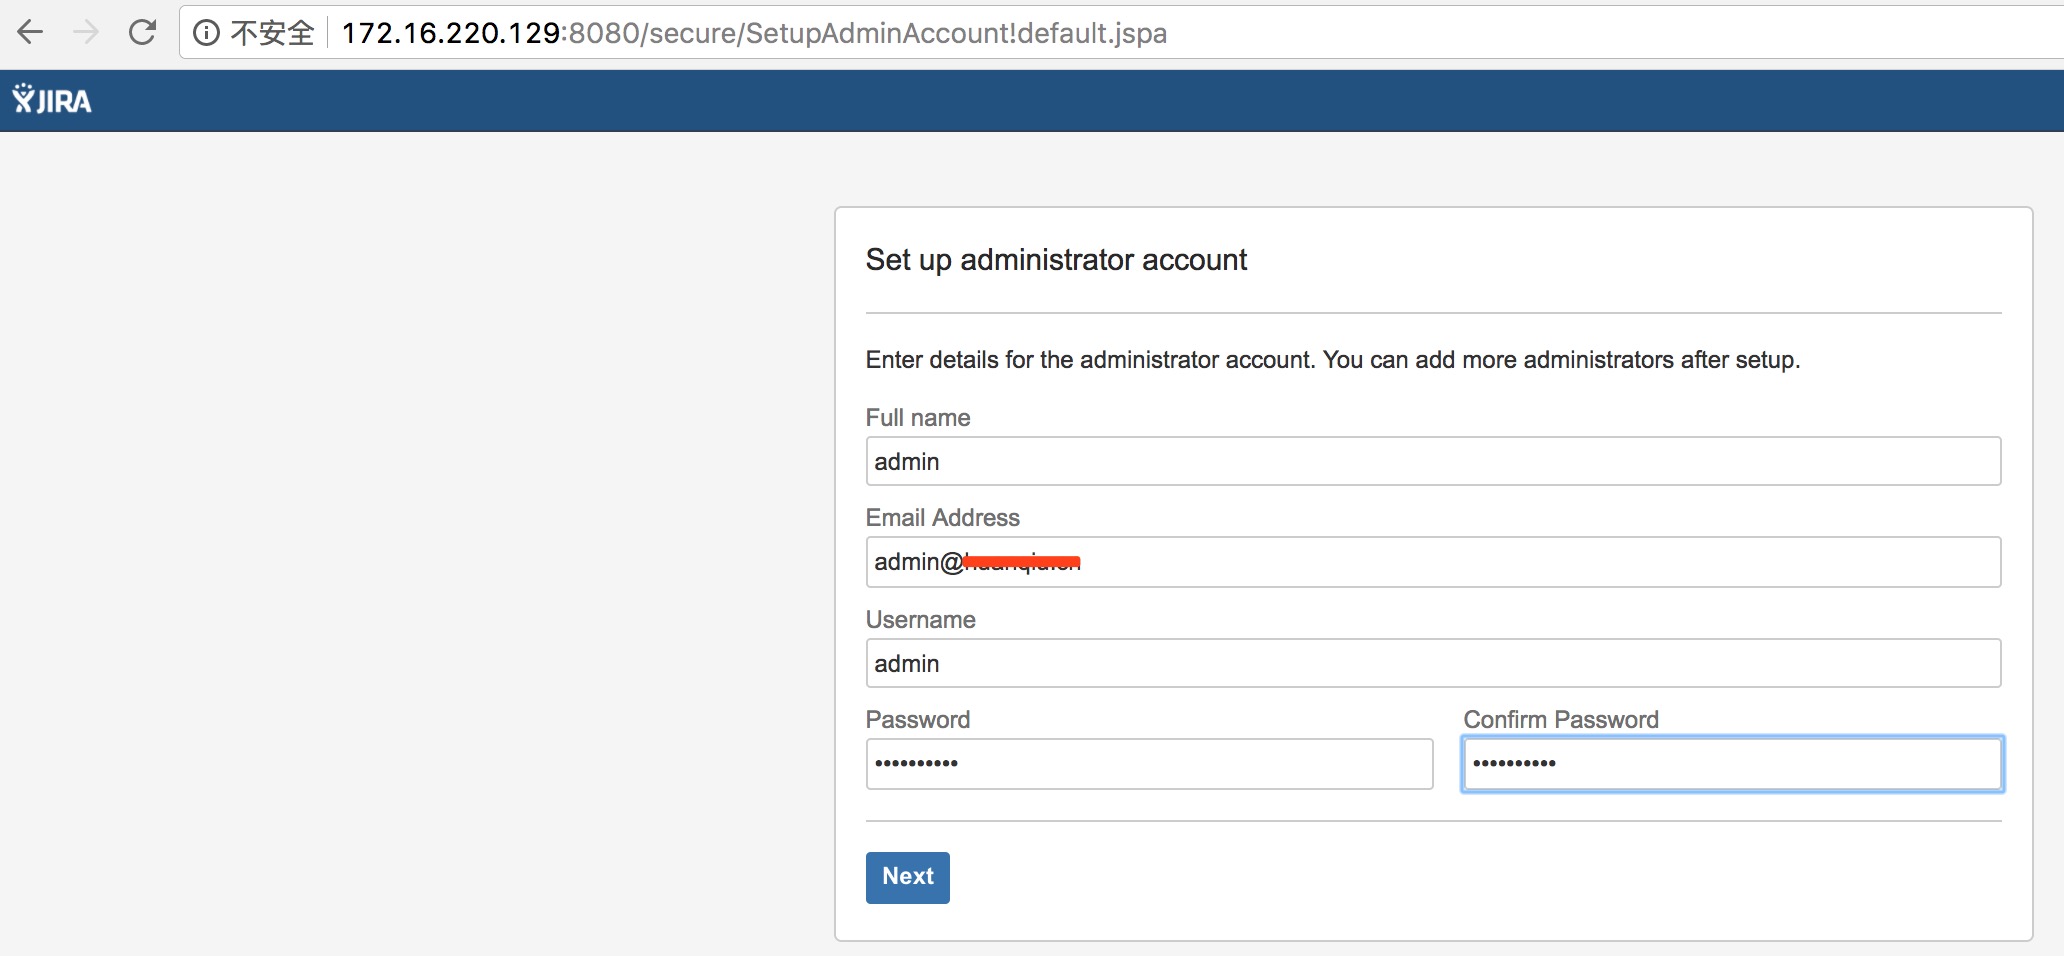 不安全 172.16.220.129:8080/secure/SetupAdminAccount!default.jspa
JIRA
Set up administrator account
Enter details for the administrator account. You can add more administrators after setup.
Full name
admin
Email Address
admin@
Username
admin
Password Confirm Password
•••••••••• ••••••••••
Next